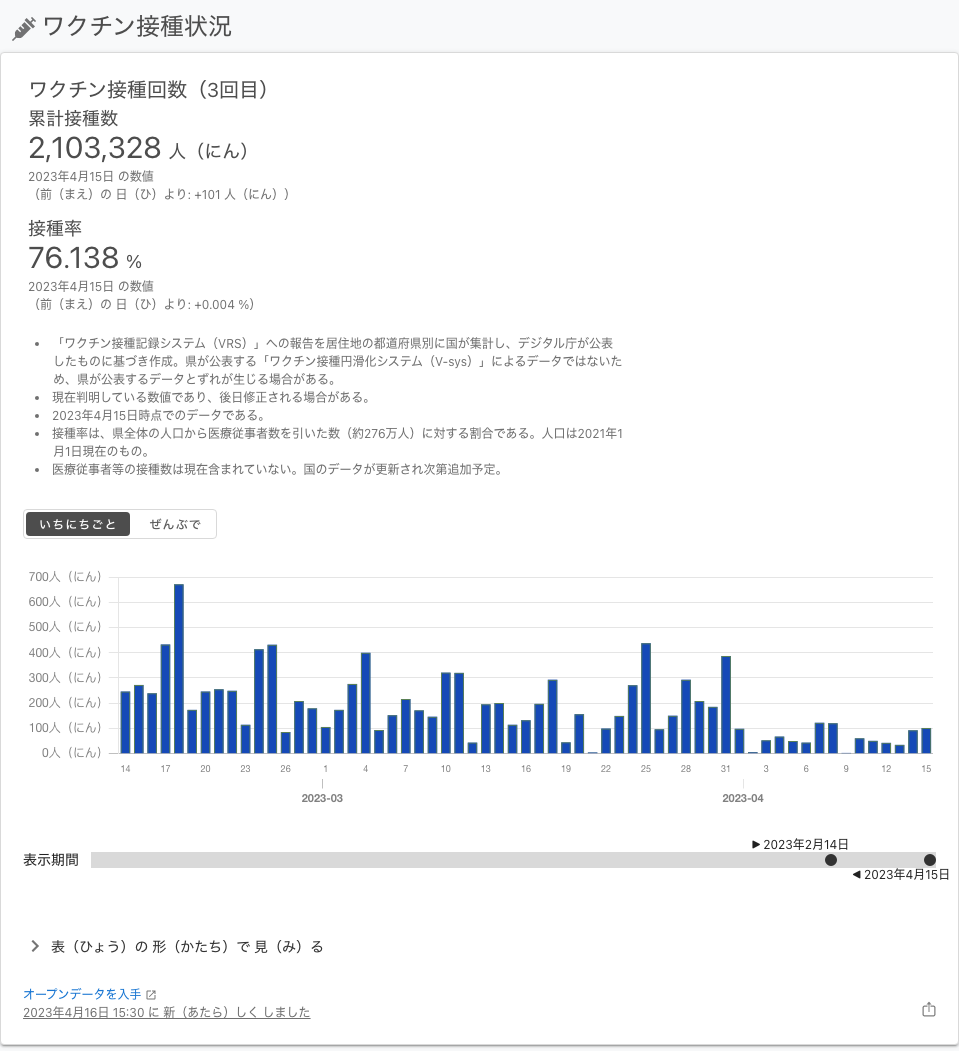 ワクチン接種状況
ワクチン接種回数（3回目）
累計接種数
2,103,328 人（にん）
2023年4月15日 の数値
（前（まえ）の 日（ひ）より: +101 人（にん））
接種率
76.138 %
2023年4月15日 の数値
（前（まえ）の 日（ひ）より: +0.004 %）
「ワクチン接種記録システム（VRS）」への報告を居住地の都道府県別に国が集計し、デジタル庁が公表
したものに基づき作成。県が公表する「ワクチン接種円滑化システム（V-sys）」によるデータではないた
め、県が公表するデータとずれが生じる場合がある。
現在判明している数値であり、後日修正される場合がある。
2023年4月15日時点でのデータである。
接種率は、県全体の人口から医療従事者数を引いた数（約276万人）に対する割合である。人口は2021年1
月1日現在のもの。
医療従事者等の接種数は現在含まれていない。国のデータが更新され次第追加予定。
いちにちごと ぜんぶで
700人（にん）
600人（にん）
500人（にん）
400人（にん）
300人（にん）
200人（にん）
100人（にん）
0人（にん）
14 17 20 23 26 1 4 7 10 13 16 19 22 25 28 31 3 6 9 12 15
2023-03 2023-04
2023年2月14日
表示期間
2023年4月15日
表（ひょう）の 形（かたち）で 見（み）る
オープンデータを入手
2023年4月16日 15:30 に 新（あたら）しく しました